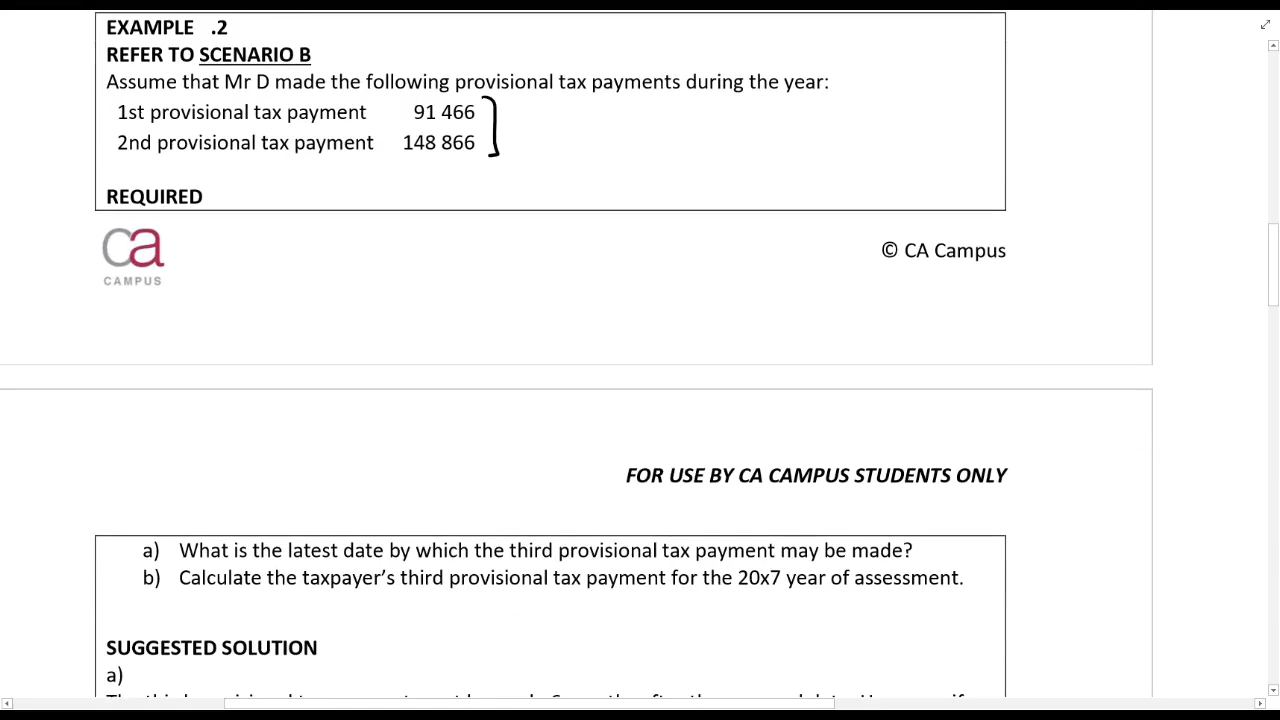 EXAMPLE .2
REFER TO SCENARIO B
Assume that Mr D made the following provisional tax payments during the year:
1st provisional tax payment 91 466
2nd provisional tax payment 148 866
REQUIRED
ca
CAMPUS
© CA Campus
FOR USE BY CA CAMPUS STUDENTS ONLY
a) What is the latest date by which the third provisional tax payment may be made?
b) Calculate the taxpayer's third provisional tax payment for the 20x7 year of assessment.
SUGGESTED SOLUTION
a)